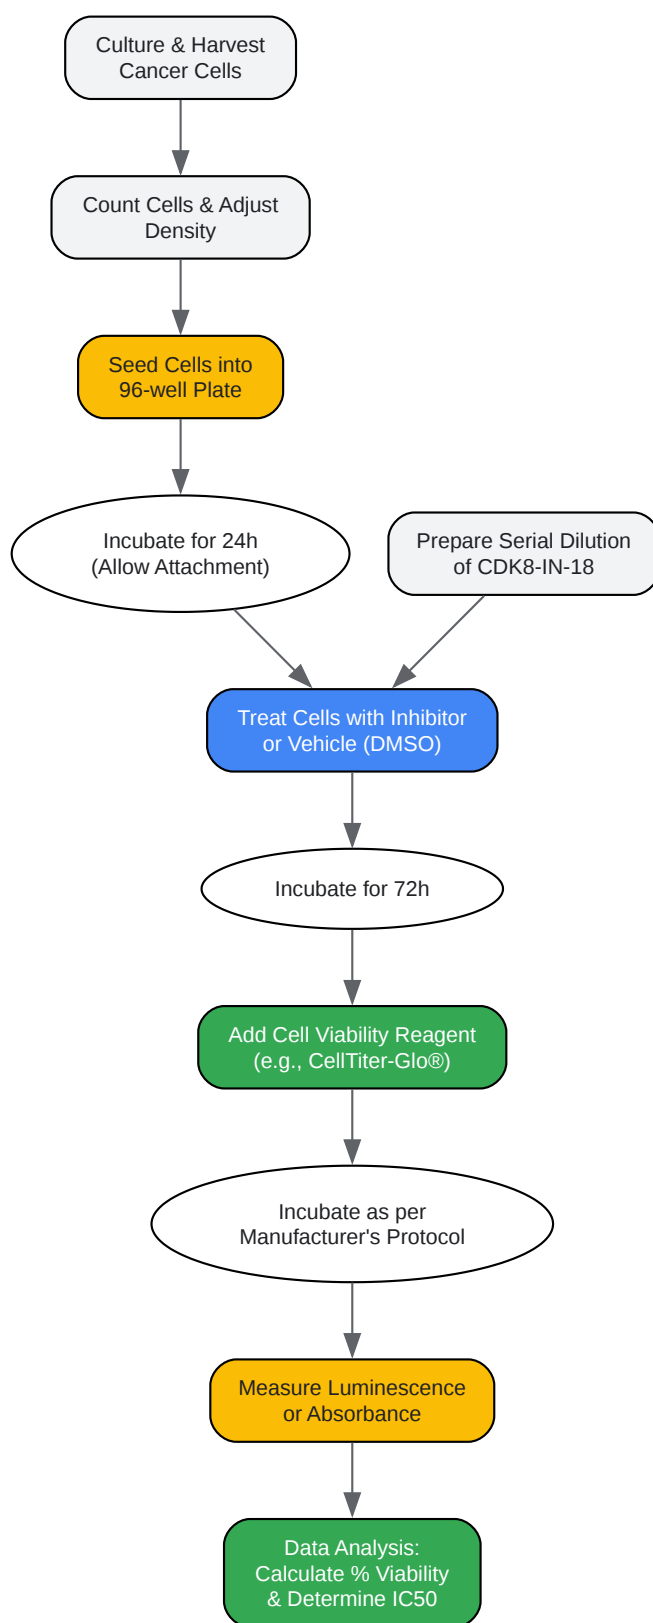 Culture & Harvest
Cancer Cells
Count Cells & Adjust
Density
Seed Cells into
96-well Plate
Incubate for 24h
(Allow Attachment)
Prepare Serial Dilution
of CDK8-IN-18
Treat Cells with Inhibitor
or Vehicle (DMSO)
Incubate for 72h
Add Cell Viability Reagent
(e.g., CellTiter-Glo®)
Incubate as per
Manufacturer's Protocol
Measure Luminescence
or Absorbance
Data Analysis:
Calculate % Viability
& Determine IC50